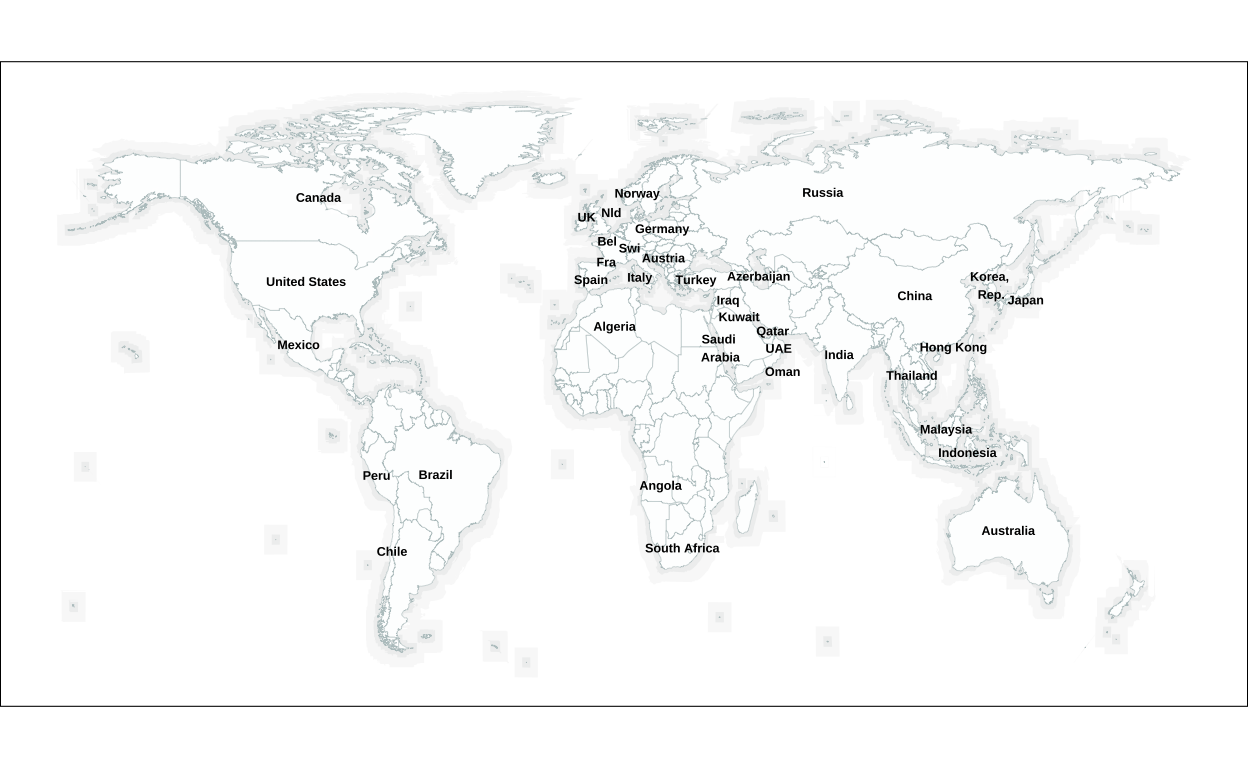 Canada
Norway
Russia
UK
Nld
Germany
Bel
Swi
Austria
Fra
United States
Spain
Italy
Turkey
Azerbaijan
Korea,
Rep.
China
Iraq
Japan
Kuwait
Algeria
Qatar
Saudi
Arabia
UAE
Mexico
India
Hong Kong
Oman
Thailand
Malaysia
Indonesia
Peru
Brazil
Angola
Australia
Chile
South Africa